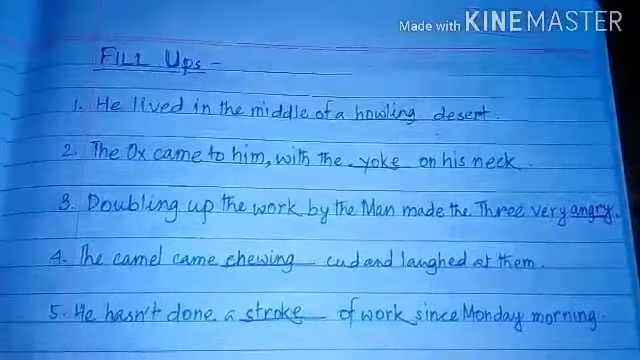 Made with KINEMASTER
Fill Ups -
1. He lived in the middle of a howling desert.
2. The Ox came to him, with the yoke on his neck.
3. Doubling up the work by the Man made the Three very angry.
4. The camel came chewing cud and laughed at them.
5. He hasn't done a stroke of work since Monday morning.